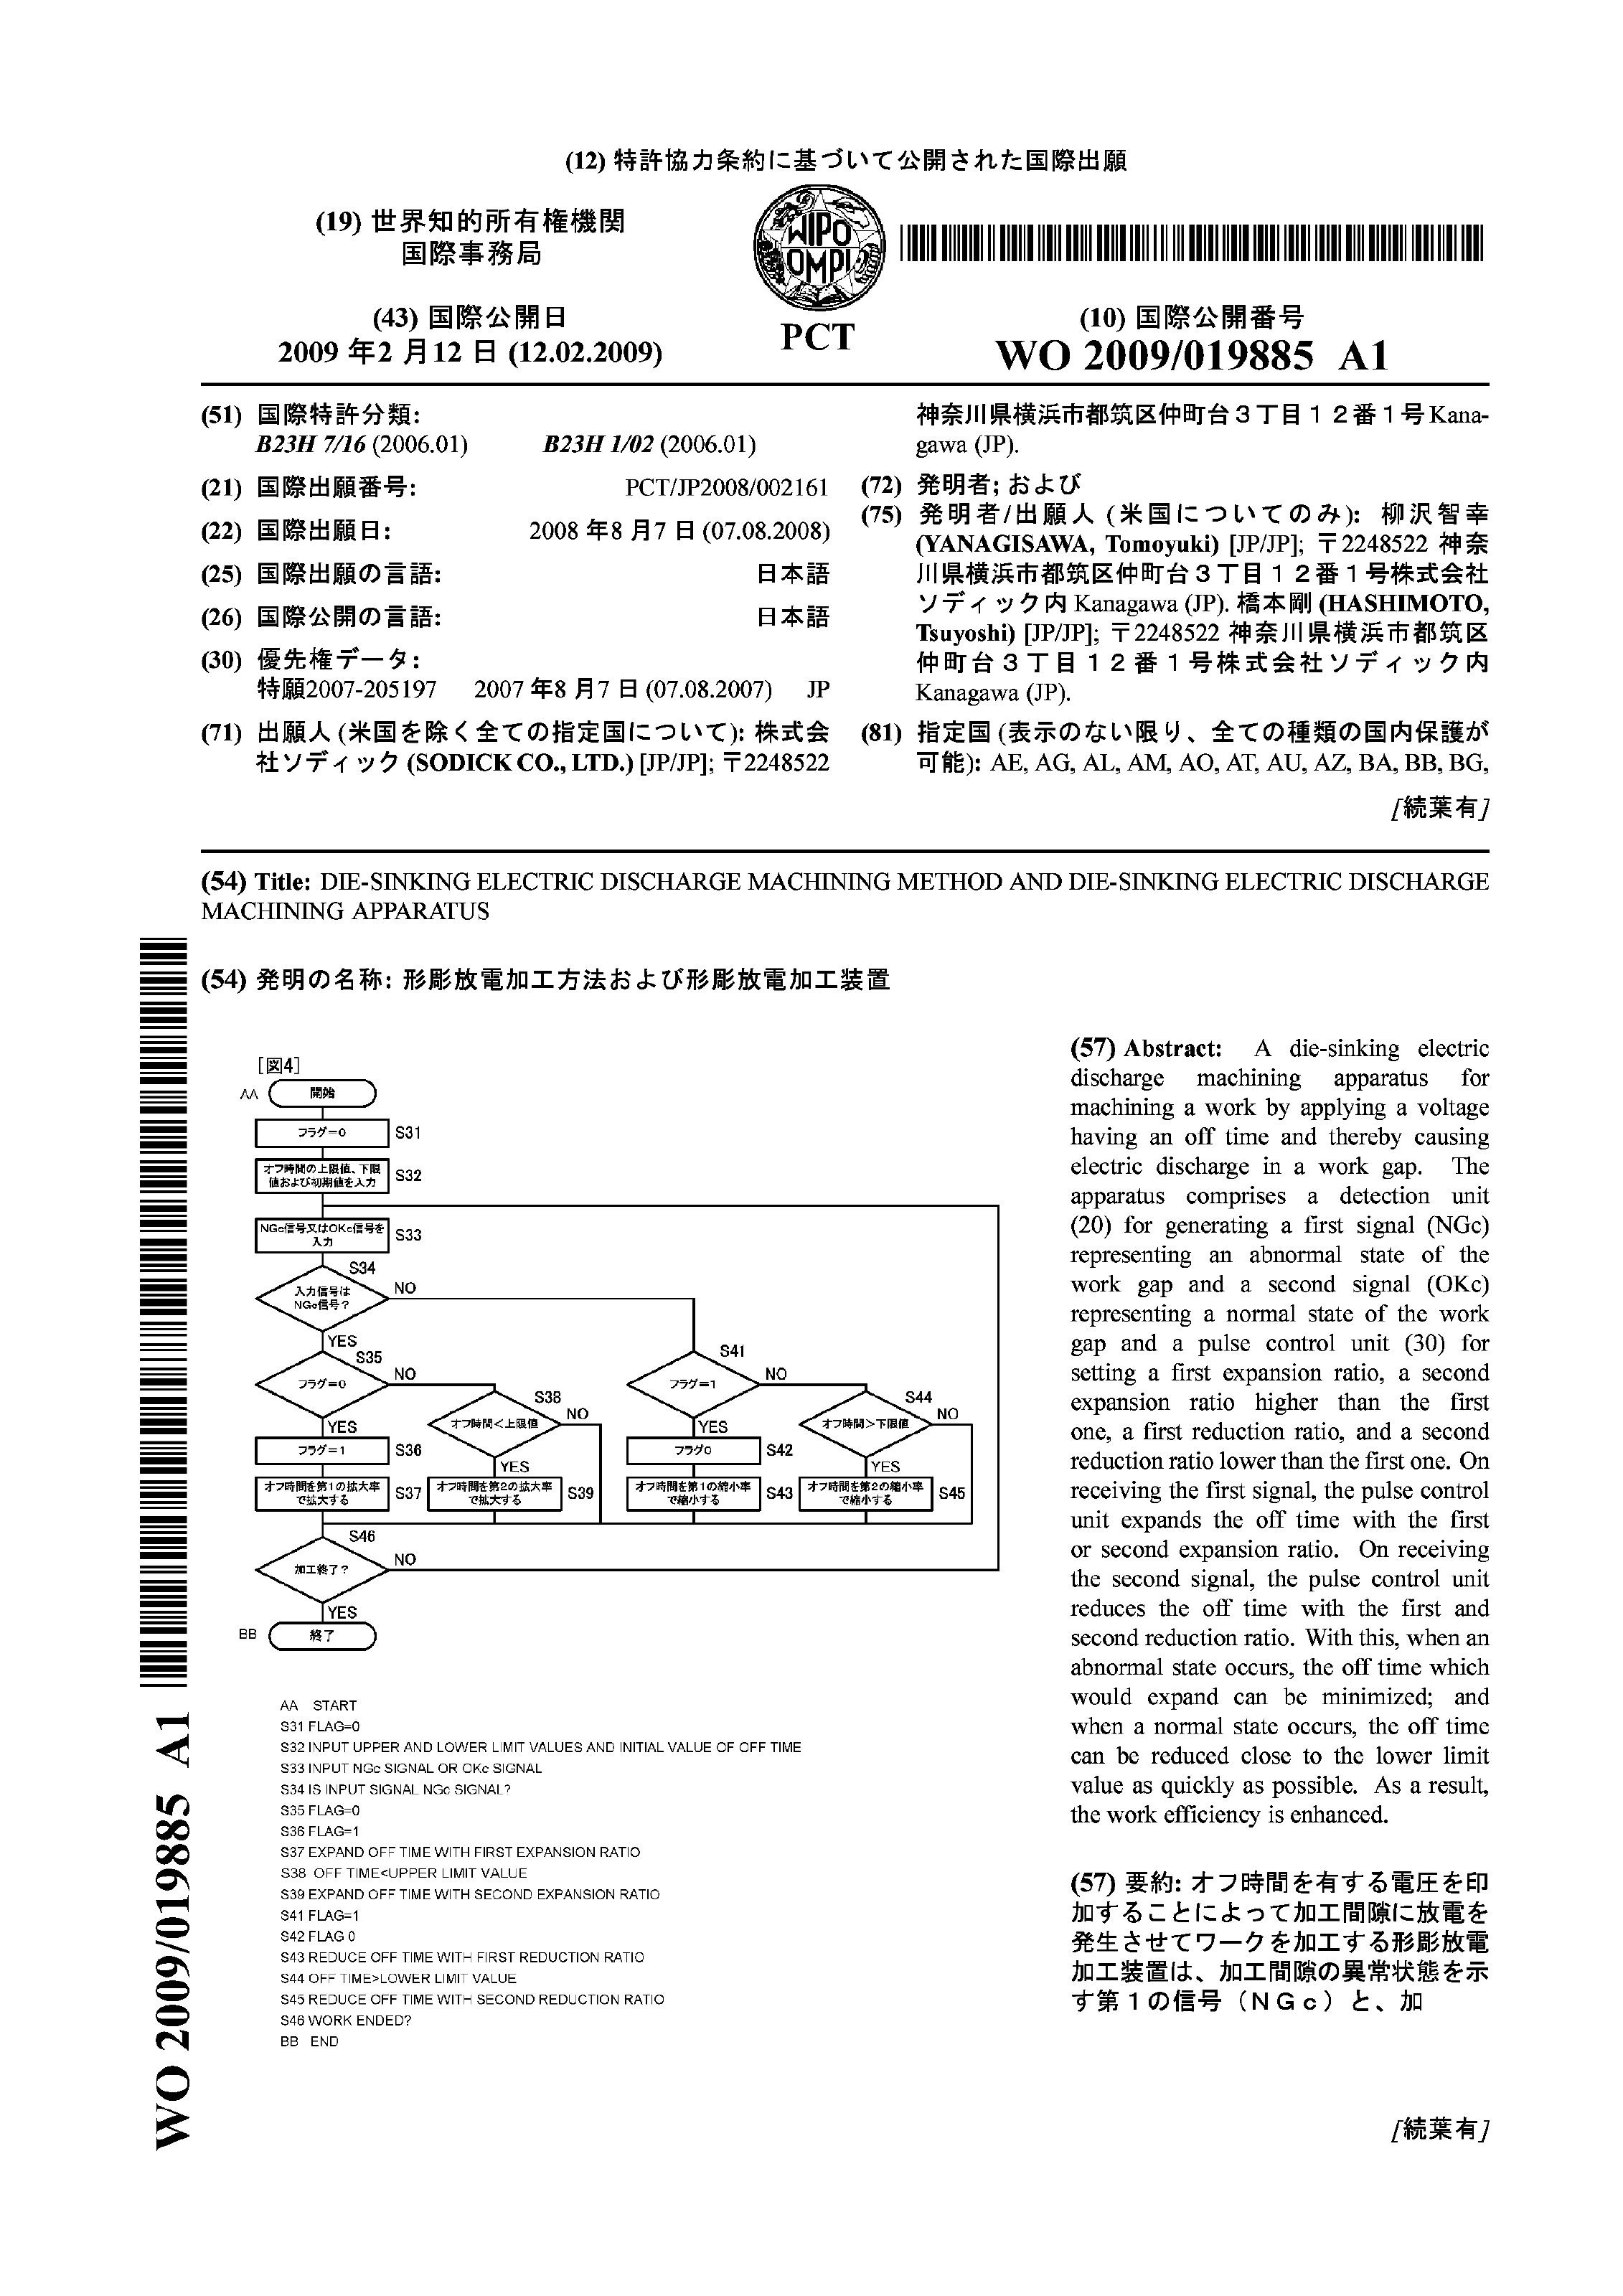 (12) 特許協力条約に基づいて公開された国際出願
(19) 世界知的所有権機関
国際事務局
WIPO
OMPI
PCT
(43) 国際公開日
2009 年2 月12 日 (12.02.2009)
(10) 国際公開番号
WO 2009/019885 A1
(51) 国際特許分類:
B23H 7/16 (2006.01) B23H 1/02 (2006.01)
(21) 国際出願番号: PCT/JP2008/002161
(22) 国際出願日: 2008 年8 月7 日 (07.08.2008)
(25) 国際出願の言語: 日本語
(26) 国際公開の言語: 日本語
(30) 優先権データ:
特願2007-205197 2007 年8 月7 日 (07.08.2007) JP
(71) 出願人 (米国を除く全ての指定国について): 株式会
社ソディック (SODICK CO., LTD.) [JP/JP]; 〒2248522
神奈川県横浜市都筑区仲町台3丁目12番1号 Kana-
gawa (JP).
(72) 発明者; および
(75) 発明者/出願人 (米国についてのみ): 柳沢智幸
(YANAGISAWA, Tomoyuki) [JP/JP]; 〒2248522 神奈
川県横浜市都筑区仲町台3丁目12番1号株式会社
ソディック内 Kanagawa (JP). 橋本剛 (HASHIMOTO,
Tsuyoshi) [JP/JP]; 〒2248522 神奈川県横浜市都筑区
仲町台3丁目12番1号株式会社ソディック内
Kanagawa (JP).
(81) 指定国 (表示のない限り、全ての種類の国内保護が
可能): AE, AG, AL, AM, AO, AT, AU, AZ, BA, BB, BG,
[続葉有]
(54) Title: DIE-SINKING ELECTRIC DISCHARGE MACHINING METHOD AND DIE-SINKING ELECTRIC DISCHARGE
MACHINING APPARATUS
(54) 発明の名称: 形彫放電加工方法および形彫放電加工装置
[図4]
AA 開始
フラグ=0 S31
オフ時間の上限値、下限
値および初期値を入力 S32
NGc信号又はOKc信号を
入力 S33
S34
入力信号は
NGc信号? NO
YES
S35
フラグ=0 NO
YES
フラグ=1 S36
オフ時間を第1の拡大率
で拡大する S37
S38
オフ時間<上限値 NO
YES
オフ時間を第2の拡大率
で拡大する S39
S41
フラグ=1 NO
YES
フラグ0 S42
オフ時間を第1の縮小率
で縮小する S43
S44
オフ時間>下限値 NO
YES
オフ時間を第2の縮小率
で縮小する S45
S46
加工終了? NO
YES
BB 終了
AA START
S31 FLAG=0
S32 INPUT UPPER AND LOWER LIMIT VALUES AND INITIAL VALUE OF OFF TIME
S33 INPUT NGc SIGNAL OR OKc SIGNAL
S34 IS INPUT SIGNAL NGc SIGNAL?
S35 FLAG=0
S36 FLAG=1
S37 EXPAND OFF TIME WITH FIRST EXPANSION RATIO
S38 OFF TIME<UPPER LIMIT VALUE
S39 EXPAND OFF TIME WITH SECOND EXPANSION RATIO
S41 FLAG=1
S42 FLAG 0
S43 REDUCE OFF TIME WITH FIRST REDUCTION RATIO
S44 OFF TIME>LOWER LIMIT VALUE
S45 REDUCE OFF TIME WITH SECOND REDUCTION RATIO
S46 WORK ENDED?
BB END
(57) Abstract: A die-sinking electric
discharge machining apparatus for
machining a work by applying a voltage
having an off time and thereby causing
electric discharge in a work gap. The
apparatus comprises a detection unit
(20) for generating a first signal (NGc)
representing an abnormal state of the
work gap and a second signal (OKc)
representing a normal state of the work
gap and a pulse control unit (30) for
setting a first expansion ratio, a second
expansion ratio higher than the first
one, a first reduction ratio, and a second
reduction ratio lower than the first one. On
receiving the first signal, the pulse control
unit expands the off time with the first
or second expansion ratio. On receiving
the second signal, the pulse control unit
reduces the off time with the first and
second reduction ratio. With this, when an
abnormal state occurs, the off time which
would expand can be minimized; and
when a normal state occurs, the off time
can be reduced close to the lower limit
value as quickly as possible. As a result,
the work efficiency is enhanced.
(57) 要約: オフ時間を有する電圧を印
加することによって加工間隙に放電を
発生させてワークを加工する形彫放電
加工装置は、加工間隙の異常状態を示
す第1の信号（NGc）と、加
[続葉有]
WO 2009/019885 A1